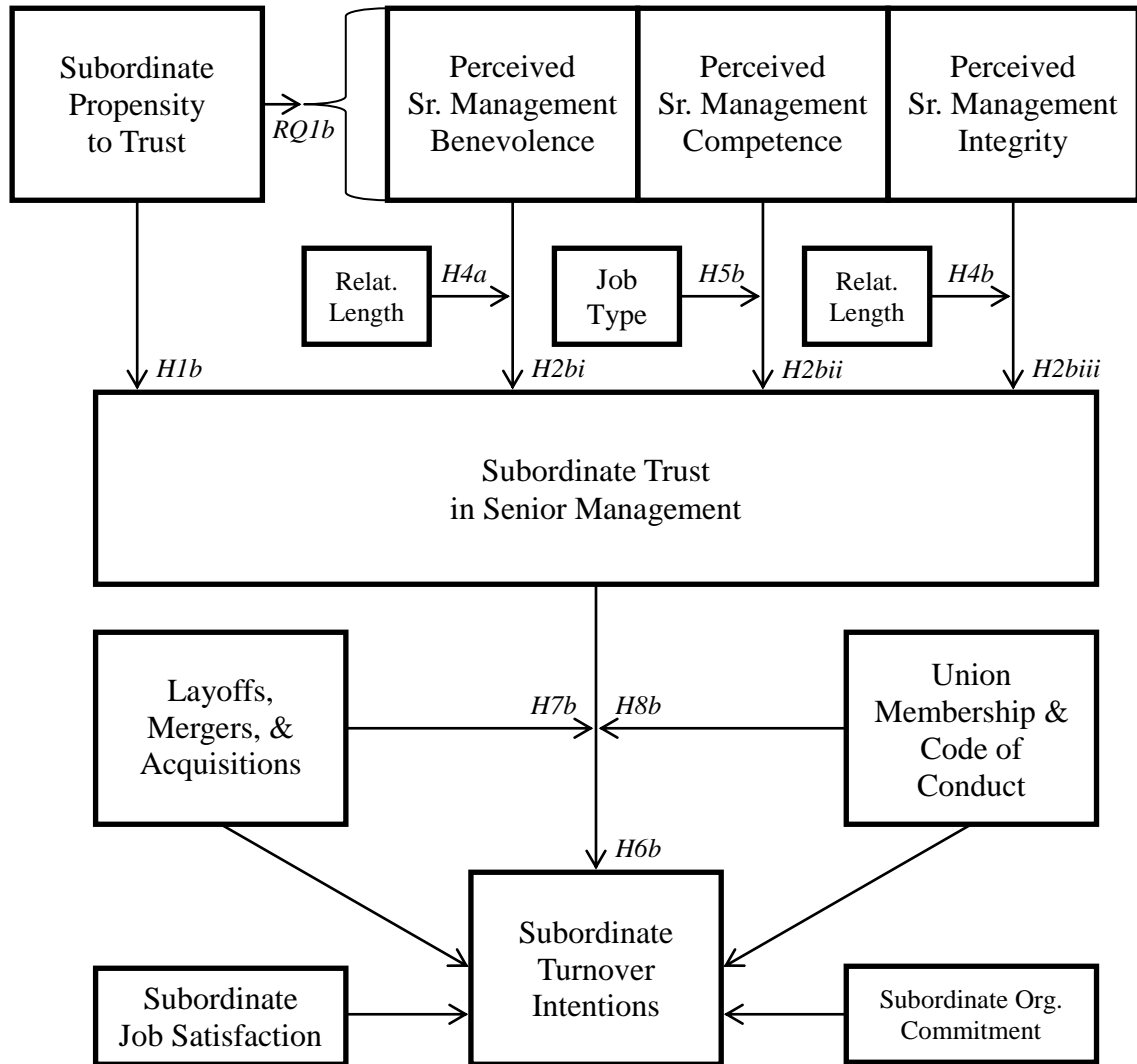 Subordinate
Propensity
to Trust
RQ1b
Perceived
Sr. Management
Benevolence
Perceived
Sr. Management
Competence
Perceived
Sr. Management
Integrity
Relat.
Length
H4a
Job
Type
H5b
Relat.
Length
H4b
H1b
H2bi
H2bii
H2biii
Subordinate Trust
in Senior Management
Layoffs,
Mergers, &
Acquisitions
H7b
H8b
Union
Membership &
Code of
Conduct
H6b
Subordinate
Turnover
Intentions
Subordinate
Job Satisfaction
Subordinate Org.
Commitment